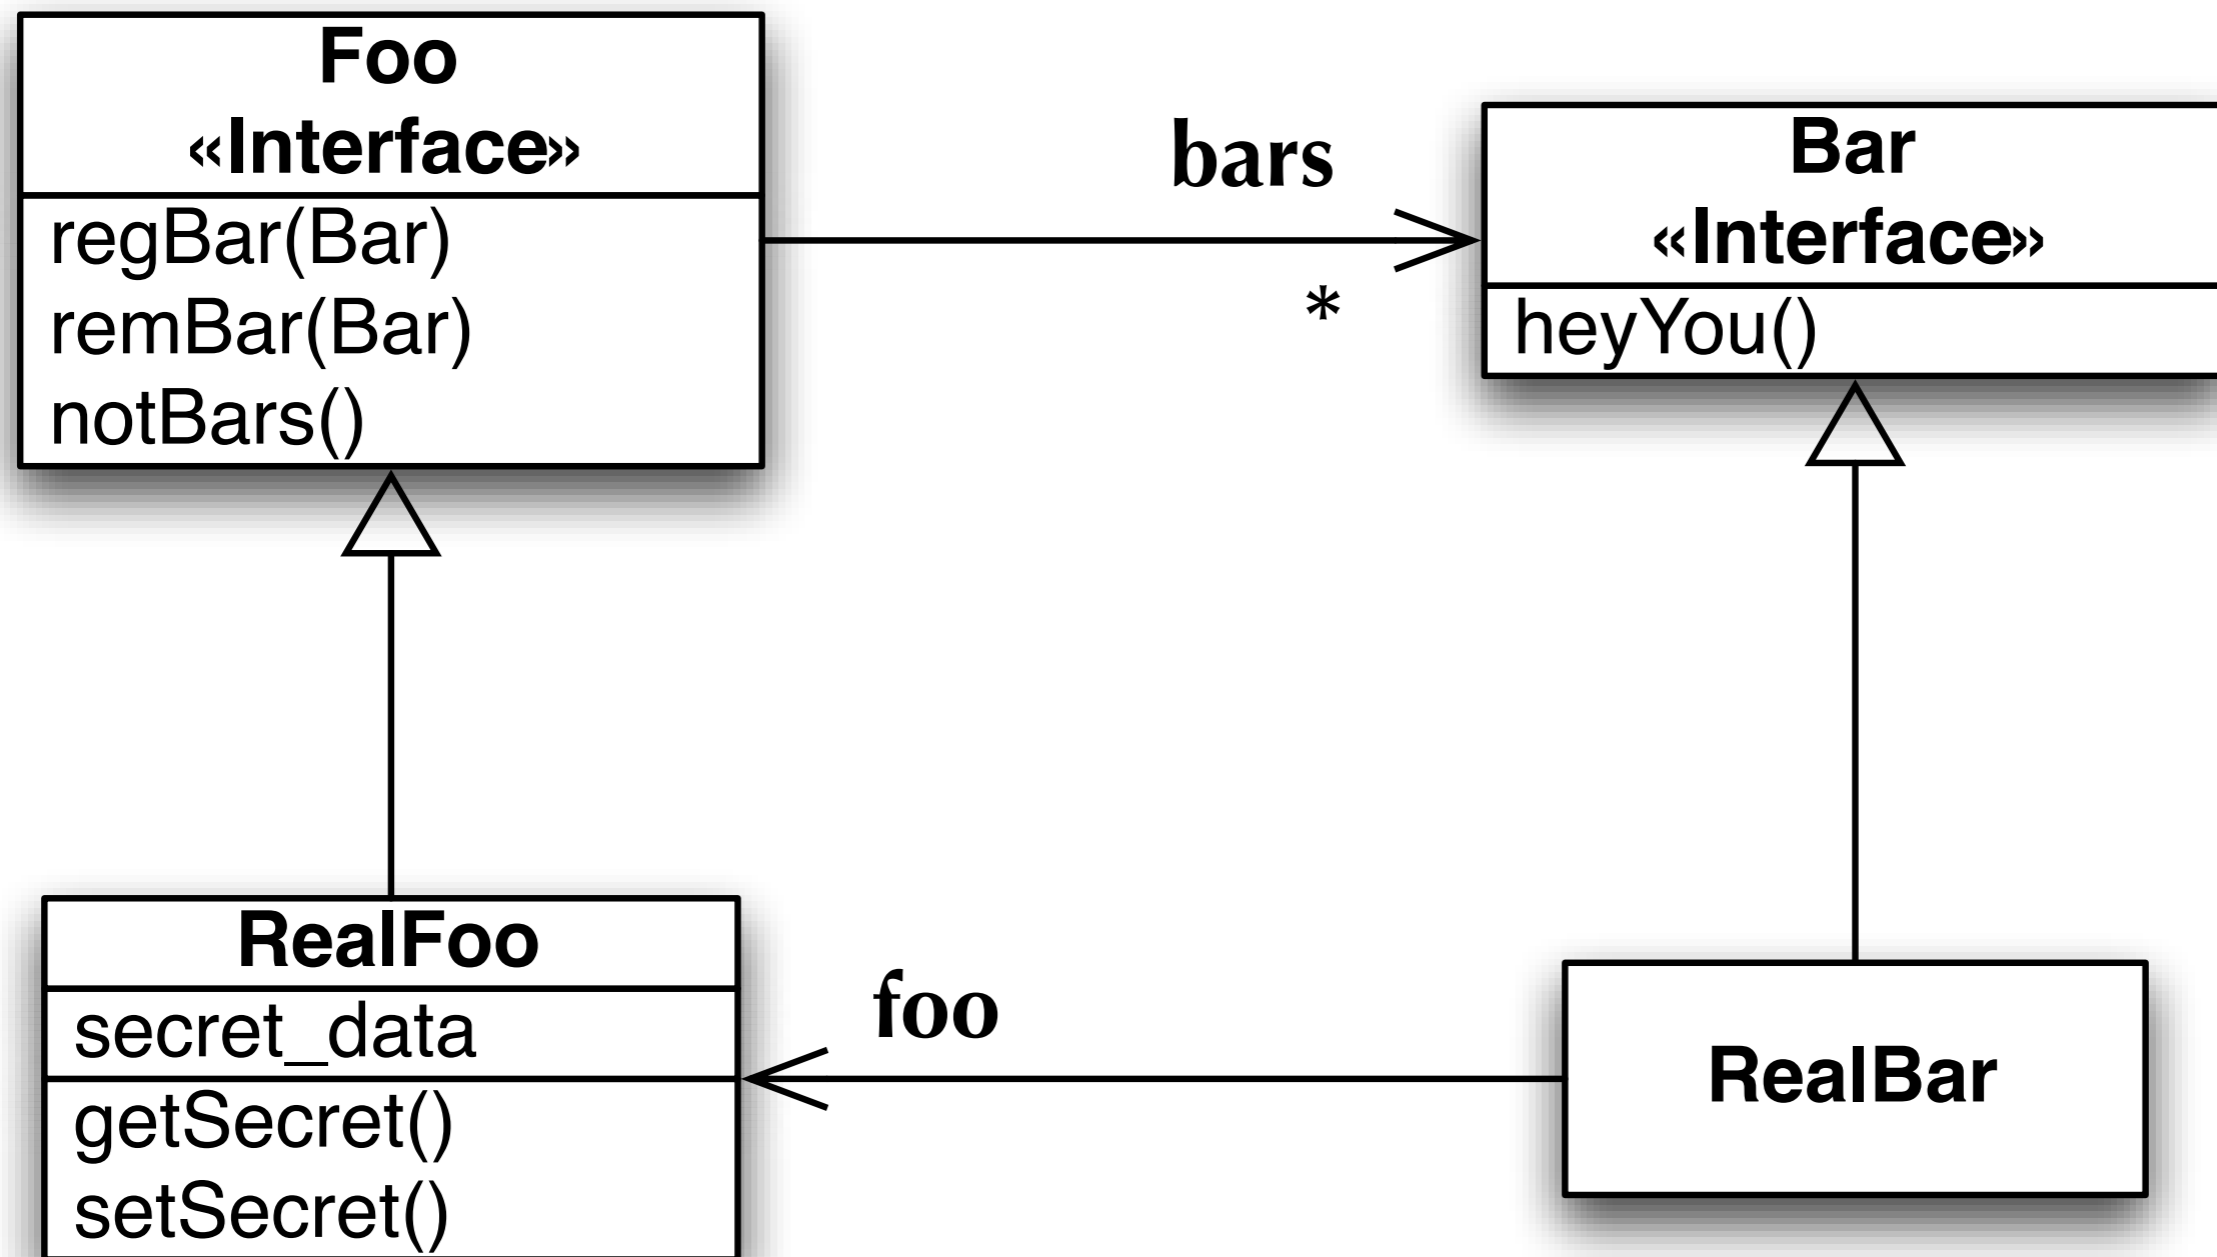 Foo
«Interface»
regBar(Bar)
remBar(Bar)
notBars()
bars
*
Bar
«Interface»
heyYou()
RealFoo
secret_data
getSecret()
setSecret()
foo
RealBar